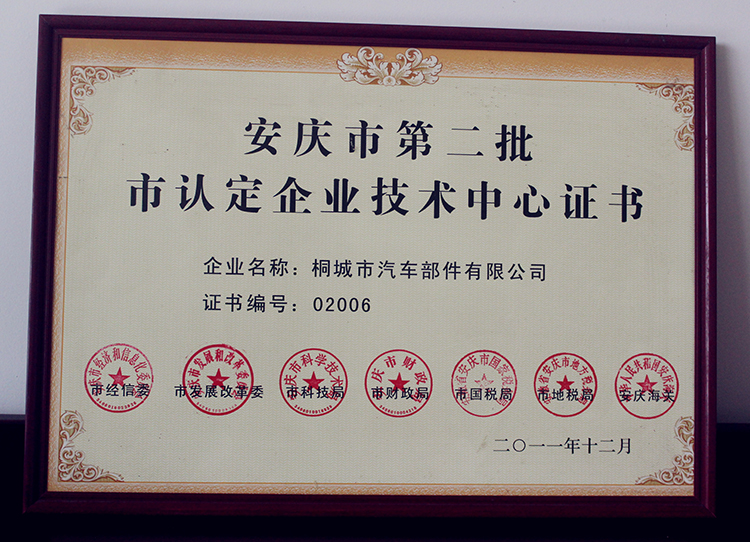 安庆市第二批
市认定企业技术中心证书
企业名称：桐城市汽车部件有限公司
证书编号：02006
市经信委 市发展改革委 市科技局 市财政局 市国税局 市地税局 安庆海关
二〇一一年十二月